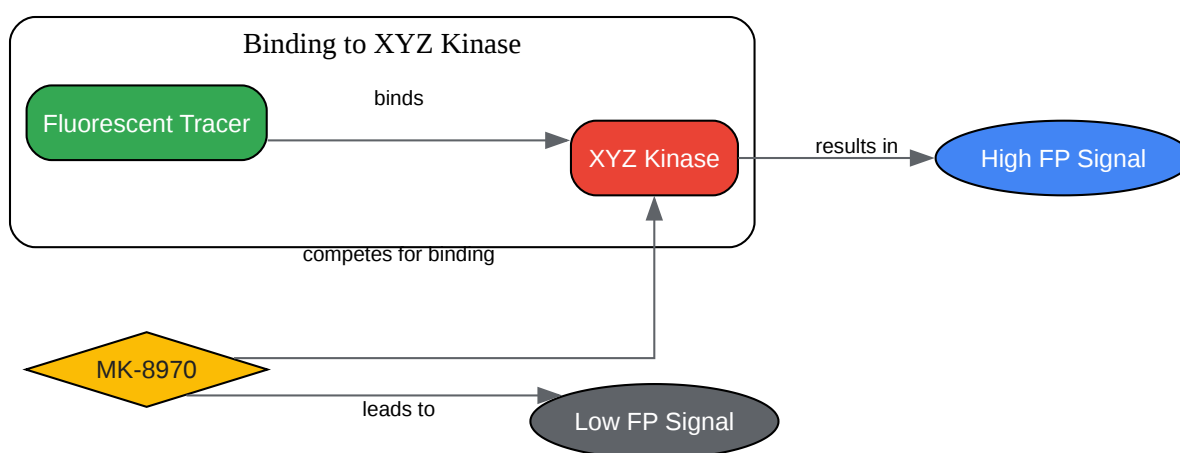 Binding to XYZ Kinase
Fluorescent Tracer
binds
XYZ Kinase
results in
High FP Signal
competes for binding
MK-8970
leads to
Low FP Signal